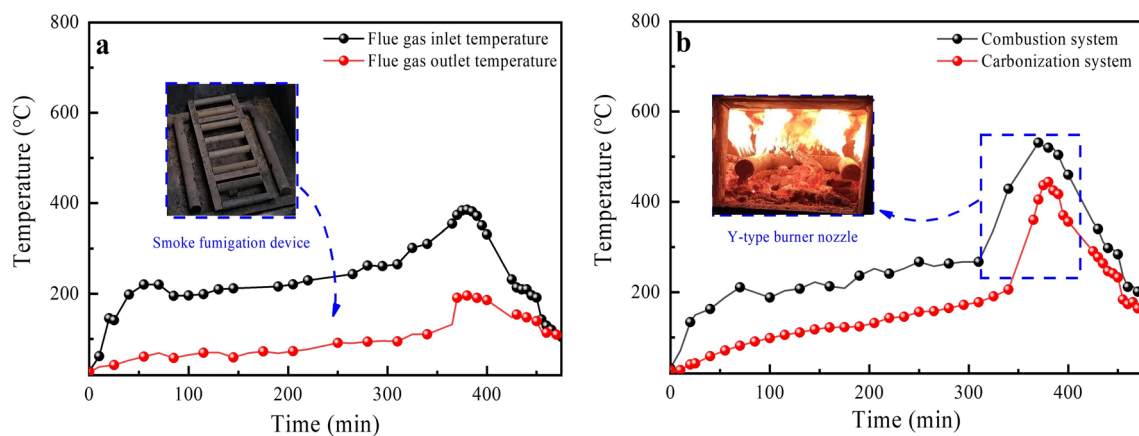 a
Flue gas inlet temperature
Flue gas outlet temperature
Smoke fumigation device
Temperature (℃)
800
600
400
200
0 100 200 300 400
Time (min)
b
Combustion system
Carbonization system
Y-type burner nozzle
Temperature (℃)
800
600
400
200
0 100 200 300 400
Time (min)